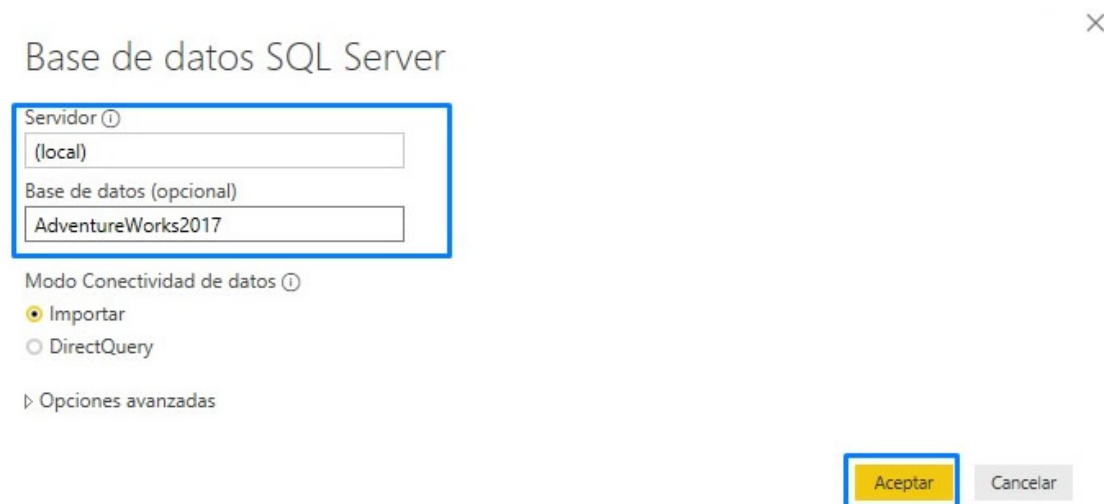 Base de datos SQL Server
Servidor
(local)
Base de datos (opcional)
AdventureWorks2017
Modo Conectividad de datos
Importar
DirectQuery
Opciones avanzadas
Aceptar Cancelar